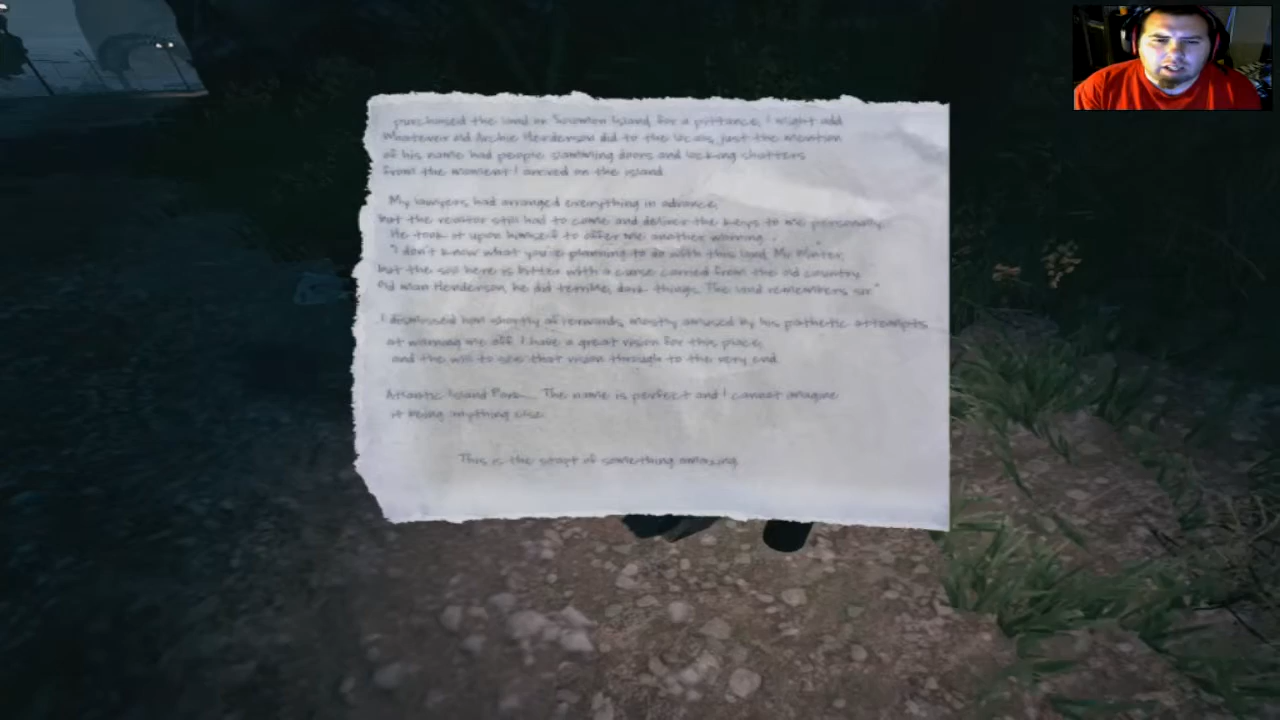 purchased the land on Solomon Island, for a pittance, I might add
Whatever old Archie Henderson did to the locals, just the mention
of his name had people slamming doors and locking shutters
from the moment I arrived on the island
My lawyers had arranged everything in advance,
but the realtor still had to come and deliver the keys to me personally.
He took it upon himself to offer me another warning.
"I don't know what you're planning to do with this land, Mr. Winter,
but the soil here is bitter with a curse carried from the old country
Old man Henderson, he did terrible, dark things. The land remembers, sir"
I dismissed him shortly afterwards, mostly amused by his pathetic attempts
at warning me off. I have a great vision for this place,
and the will to see that vision through to the very end.
Atlantic Island Park... The name is perfect and I cannot imagine
it being anything else.
This is the start of something amazing.